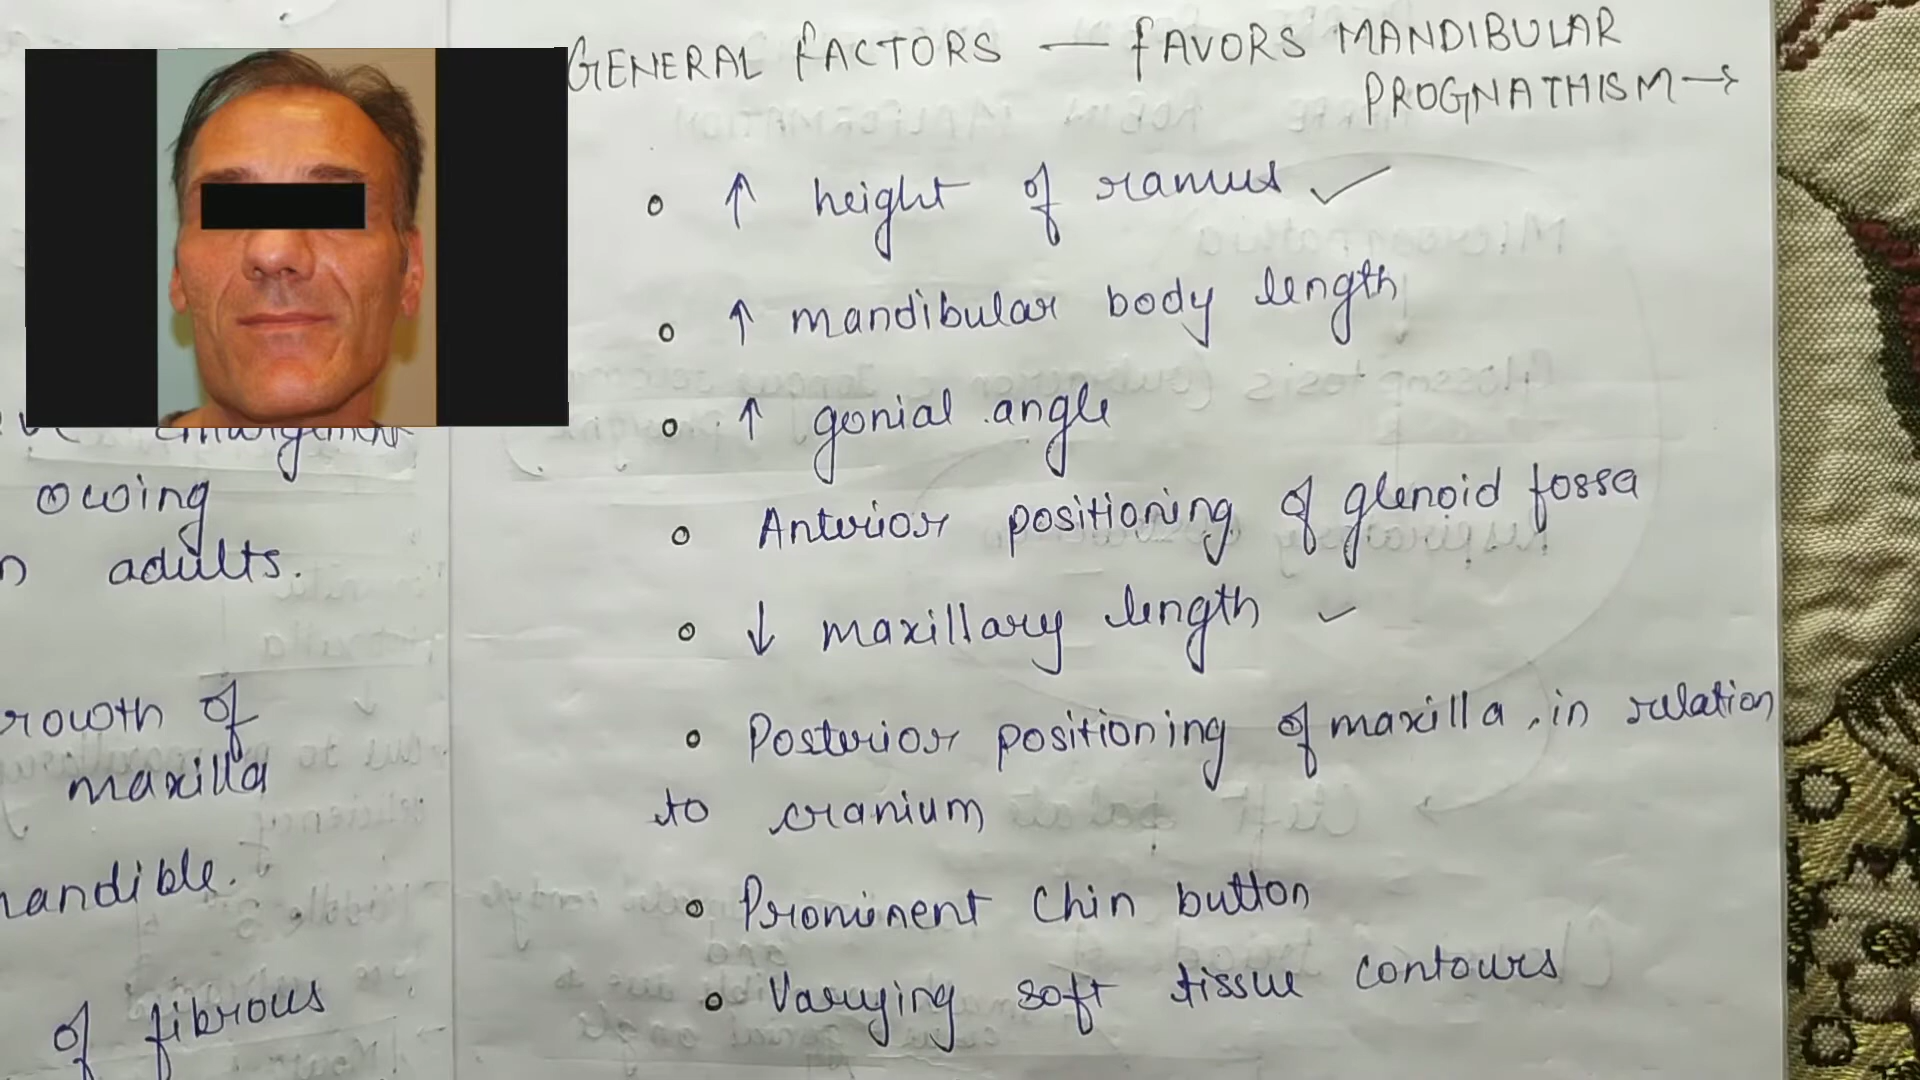 GENERAL FACTORS — FAVORS MANDIBULAR
PROGNATHISM →
↑ height of ramus ✓
↑ mandibular body length
↑ gonial angle
Anterior positioning of glenoid fossa
↓ maxillary length ✓
Posterior positioning of maxilla, in relation
to cranium
Prominent Chin button
Varying soft tissue contours
owing
adults.
of
maxilla
of fibrous